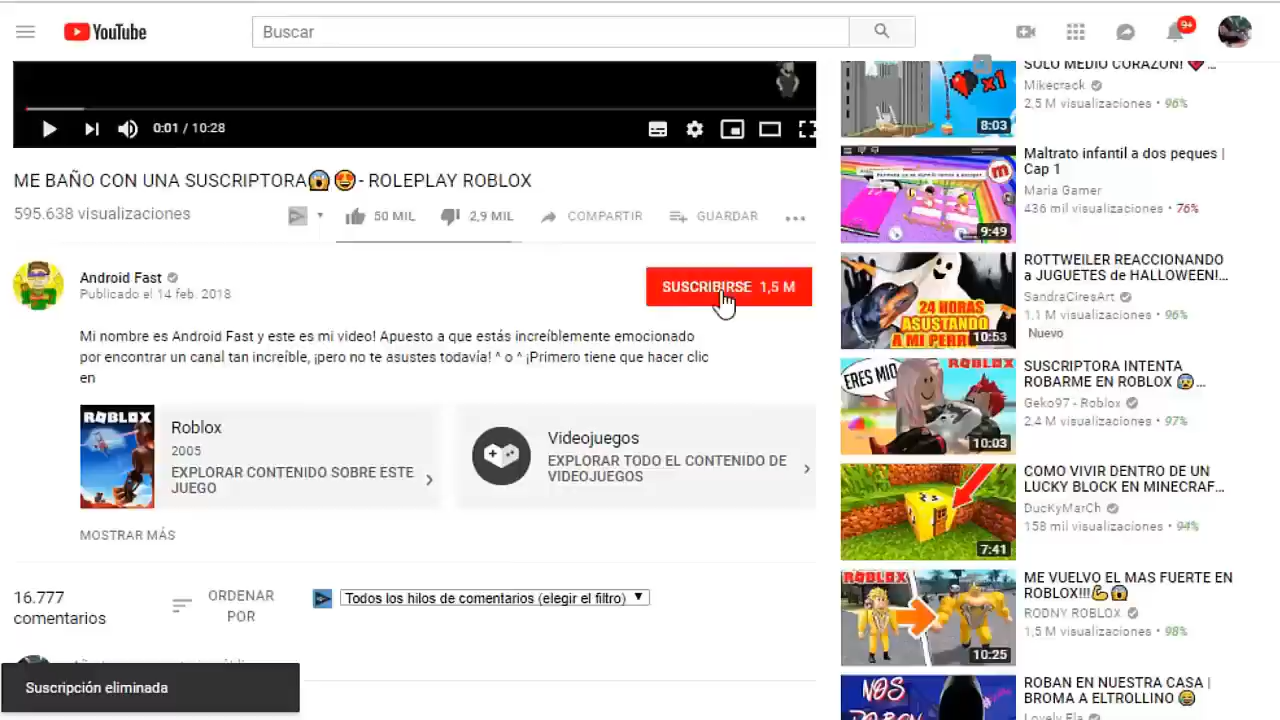 YouTube
Buscar
9+
0:01 / 10:28
ME BAÑO CON UNA SUSCRIPTORA😱 😍 - ROLEPLAY ROBLOX
595.638 visualizaciones
50 MIL
2,9 MIL
COMPARTIR
GUARDAR
Android Fast
Publicado el 14 feb. 2018
SUSCRIBIRSE 1,5 M
Mi nombre es Android Fast y este es mi video! Apuesto a que estás increíblemente emocionado
por encontrar un canal tan increíble, ¡pero no te asustes todavía! ^ o ^ ¡Primero tiene que hacer clic
en
ROBLOX
Roblox
2005
EXPLORAR CONTENIDO SOBRE ESTE
JUEGO
Videojuegos
EXPLORAR TODO EL CONTENIDO DE
VIDEOJUEGOS
MOSTRAR MÁS
16.777
comentarios
ORDENAR
POR
Todos los hilos de comentarios (elegir el filtro)
Suscripción eliminada
x1
8:03
SOLO MEDIO CORAZÓN! 💔 ...
Mikecrack
2,5 M visualizaciones • 96%
9:49
Maltrato infantil a dos peques |
Cap 1
Maria Gamer
436 mil visualizaciones • 76%
24 HORAS
ASUSTANDO
A MI PERRO
10:53
ROTTWEILER REACCIONANDO
a JUGUETES de HALLOWEEN!...
SandraCiresArt
1,1 M visualizaciones • 96%
Nuevo
ERES MIO
ROBLOX
10:03
SUSCRIPTORA INTENTA
ROBARME EN ROBLOX 😰...
Geko97 - Roblox
2,4 M visualizaciones • 97%
7:41
COMO VIVIR DENTRO DE UN
LUCKY BLOCK EN MINECRAF...
DucKyMarCh
158 mil visualizaciones • 94%
ROBLOX
10:25
ME VUELVO EL MAS FUERTE EN
ROBLOX!!!💪😱
RODNY ROBLOX
1,5 M visualizaciones • 98%
NOS
ROBAN EN NUESTRA CASA |
BROMA A ELTROLLINO 😂